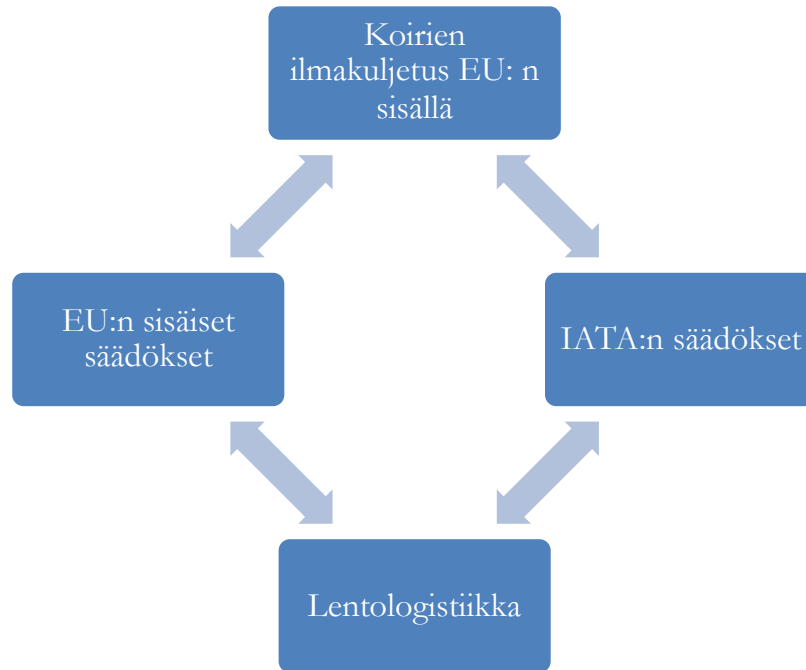 Koirien
ilmakuljetus EU: n
sisällä
EU:n sisäiset
säädökset
IATA:n säädökset
Lentologistiikka